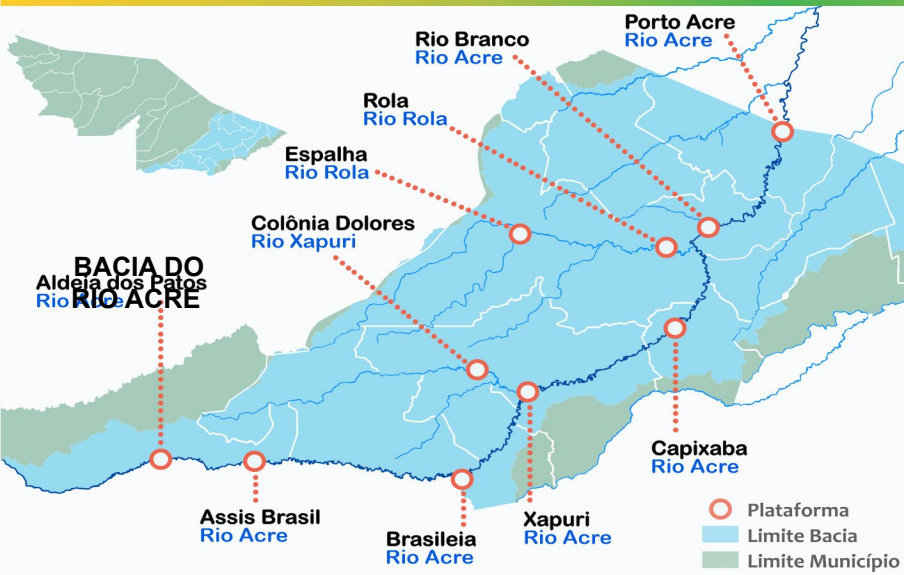 Porto Acre
Rio Acre
Rio Branco
Rio Acre
Rola
Rio Rola
Espalha
Rio Rola
Colônia Dolores
Rio Xapuri
BACIA DO
RIO ACRE
Aldeia dos Patos
Rio Acre
Capixaba
Rio Acre
Assis Brasil
Rio Acre
Brasileia
Rio Acre
Xapuri
Rio Acre
Plataforma
Limite Bacia
Limite Município